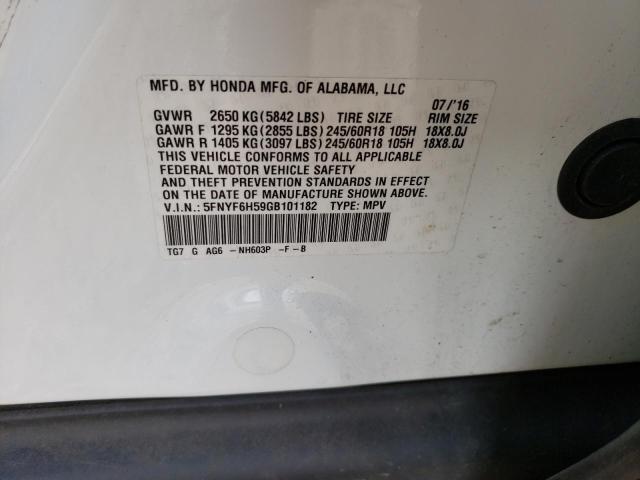 MFD. BY HONDA MFG. OF ALABAMA, LLC
07/'16
GVWR 2650 KG (5842 LBS) TIRE SIZE RIM SIZE
GAWR F 1295 KG (2855 LBS) 245/60R18 105H 18X8.0J
GAWR R 1405 KG (3097 LBS) 245/60R18 105H 18X8.0J
THIS VEHICLE CONFORMS TO ALL APPLICABLE
FEDERAL MOTOR VEHICLE SAFETY
AND THEFT PREVENTION STANDARDS IN EFFECT
ON THE DATE OF MANUFACTURE SHOWN ABOVE.
V.I.N.: 5FNYF6H59GB101182 TYPE: MPV
TG7 G AG6 -NH603P -F-B